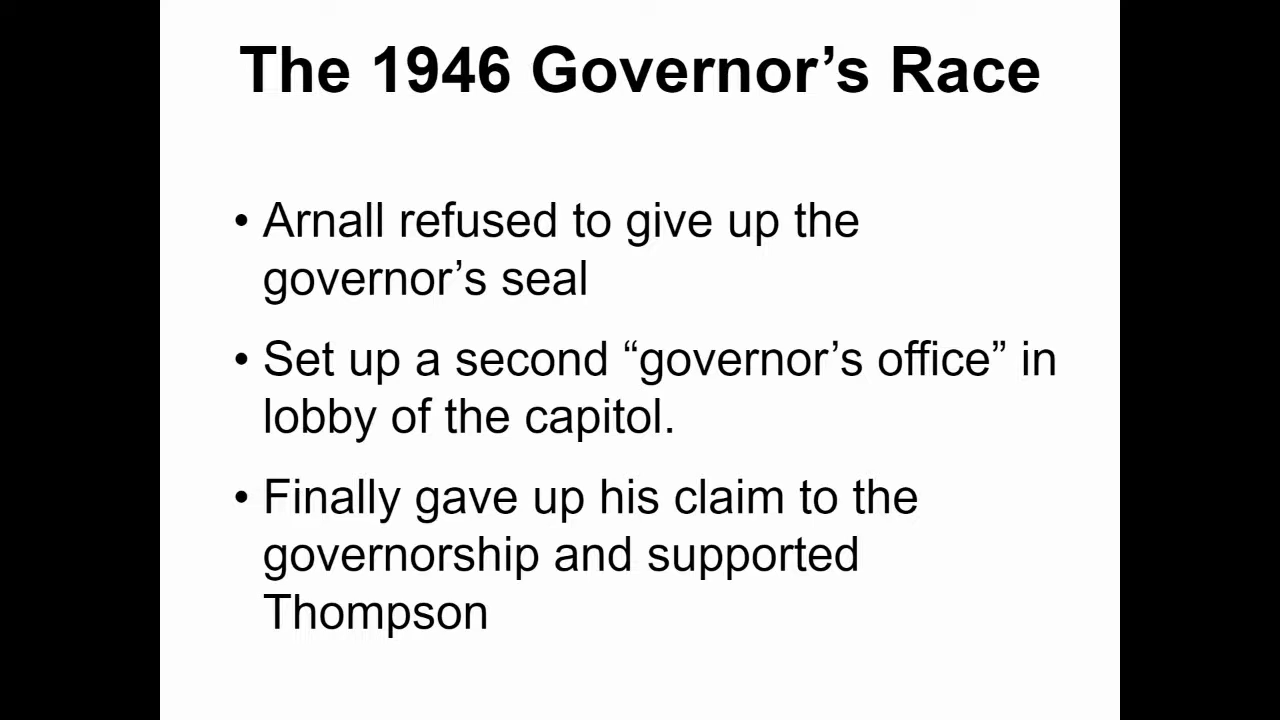 The 1946 Governor’s Race
• Arnall refused to give up the
governor’s seal
• Set up a second “governor’s office” in
lobby of the capitol.
• Finally gave up his claim to the
governorship and supported
Thompson